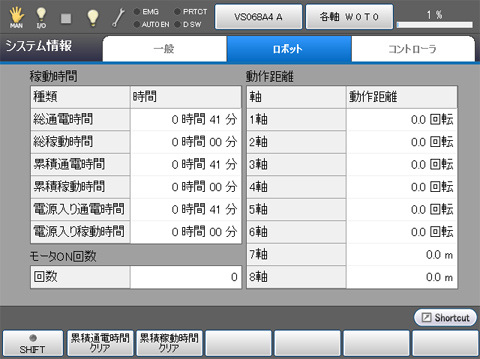 MAN
I/O
EMG
AUTO EN
PRTCT
D SW
VS068A4 A
各軸 W0T0
1 %
システム情報
一般
ロボット
コントローラ
稼動時間
種類 時間
総通電時間 0 時間 41 分
総稼動時間 0 時間 00 分
累積通電時間 0 時間 41 分
累積稼動時間 0 時間 00 分
電源入り通電時間 0 時間 41 分
電源入り稼動時間 0 時間 00 分
モータON回数
回数 0
動作距離
軸 動作距離
1軸 0.0 回転
2軸 0.0 回転
3軸 0.0 回転
4軸 0.0 回転
5軸 0.0 回転
6軸 0.0 回転
7軸 0.0 m
8軸 0.0 m
Shortcut
SHIFT
累積通電時間
クリア
累積稼動時間
クリア